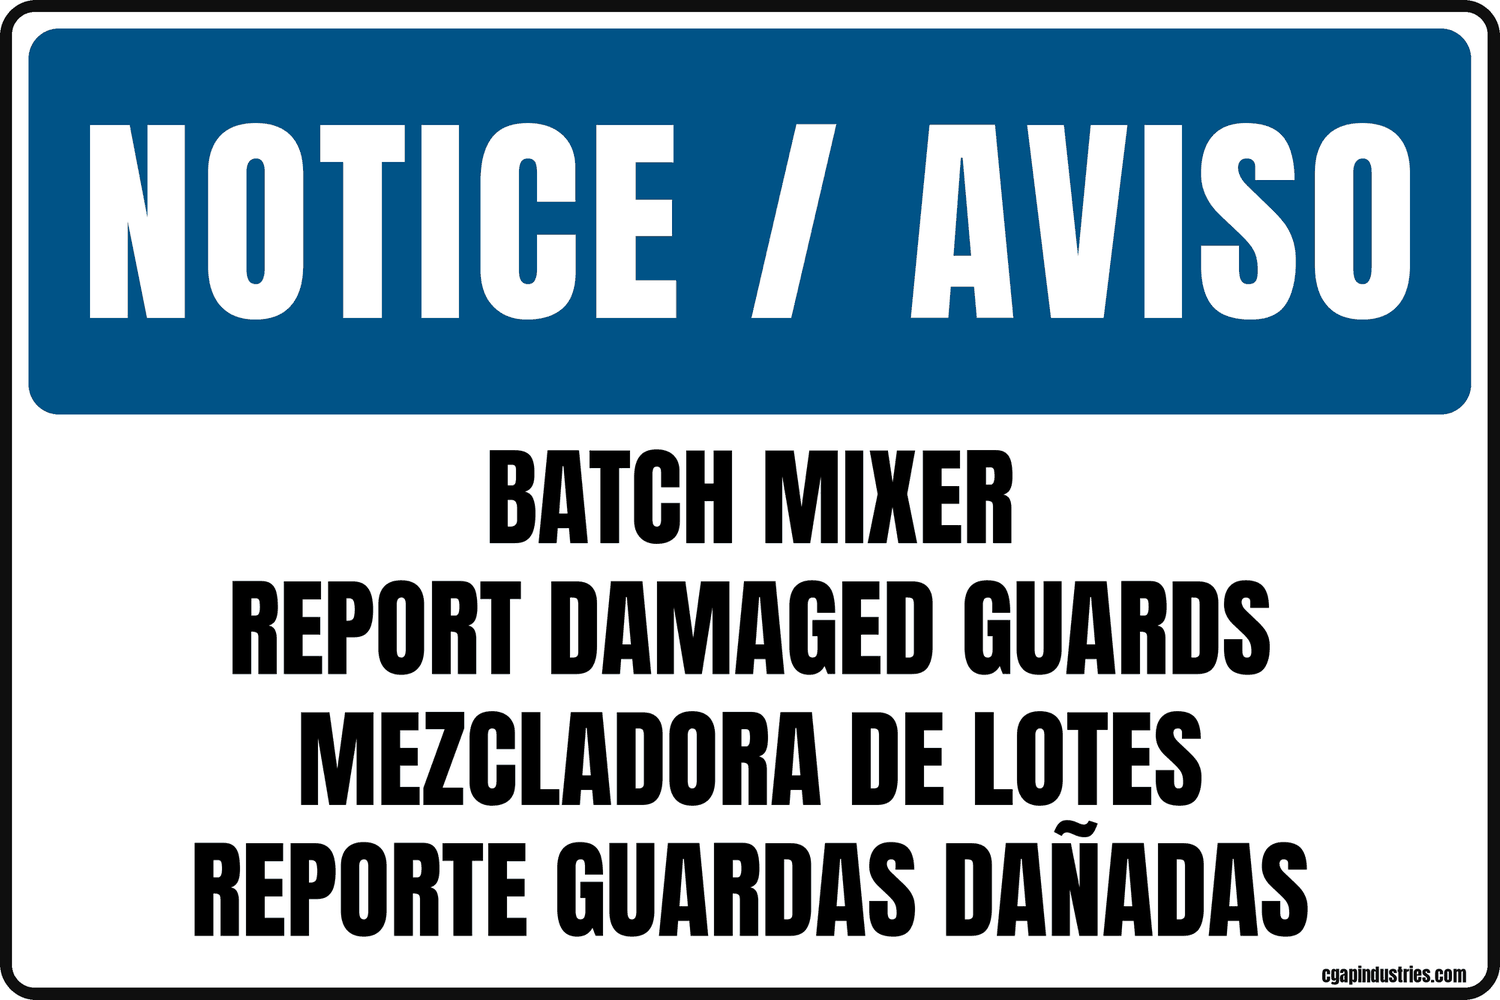 NOTICE / AVISO
BATCH MIXER
REPORT DAMAGED GUARDS
MEZCLADORA DE LOTES
REPORTE GUARDAS DAÑADAS
cgapindustries.com